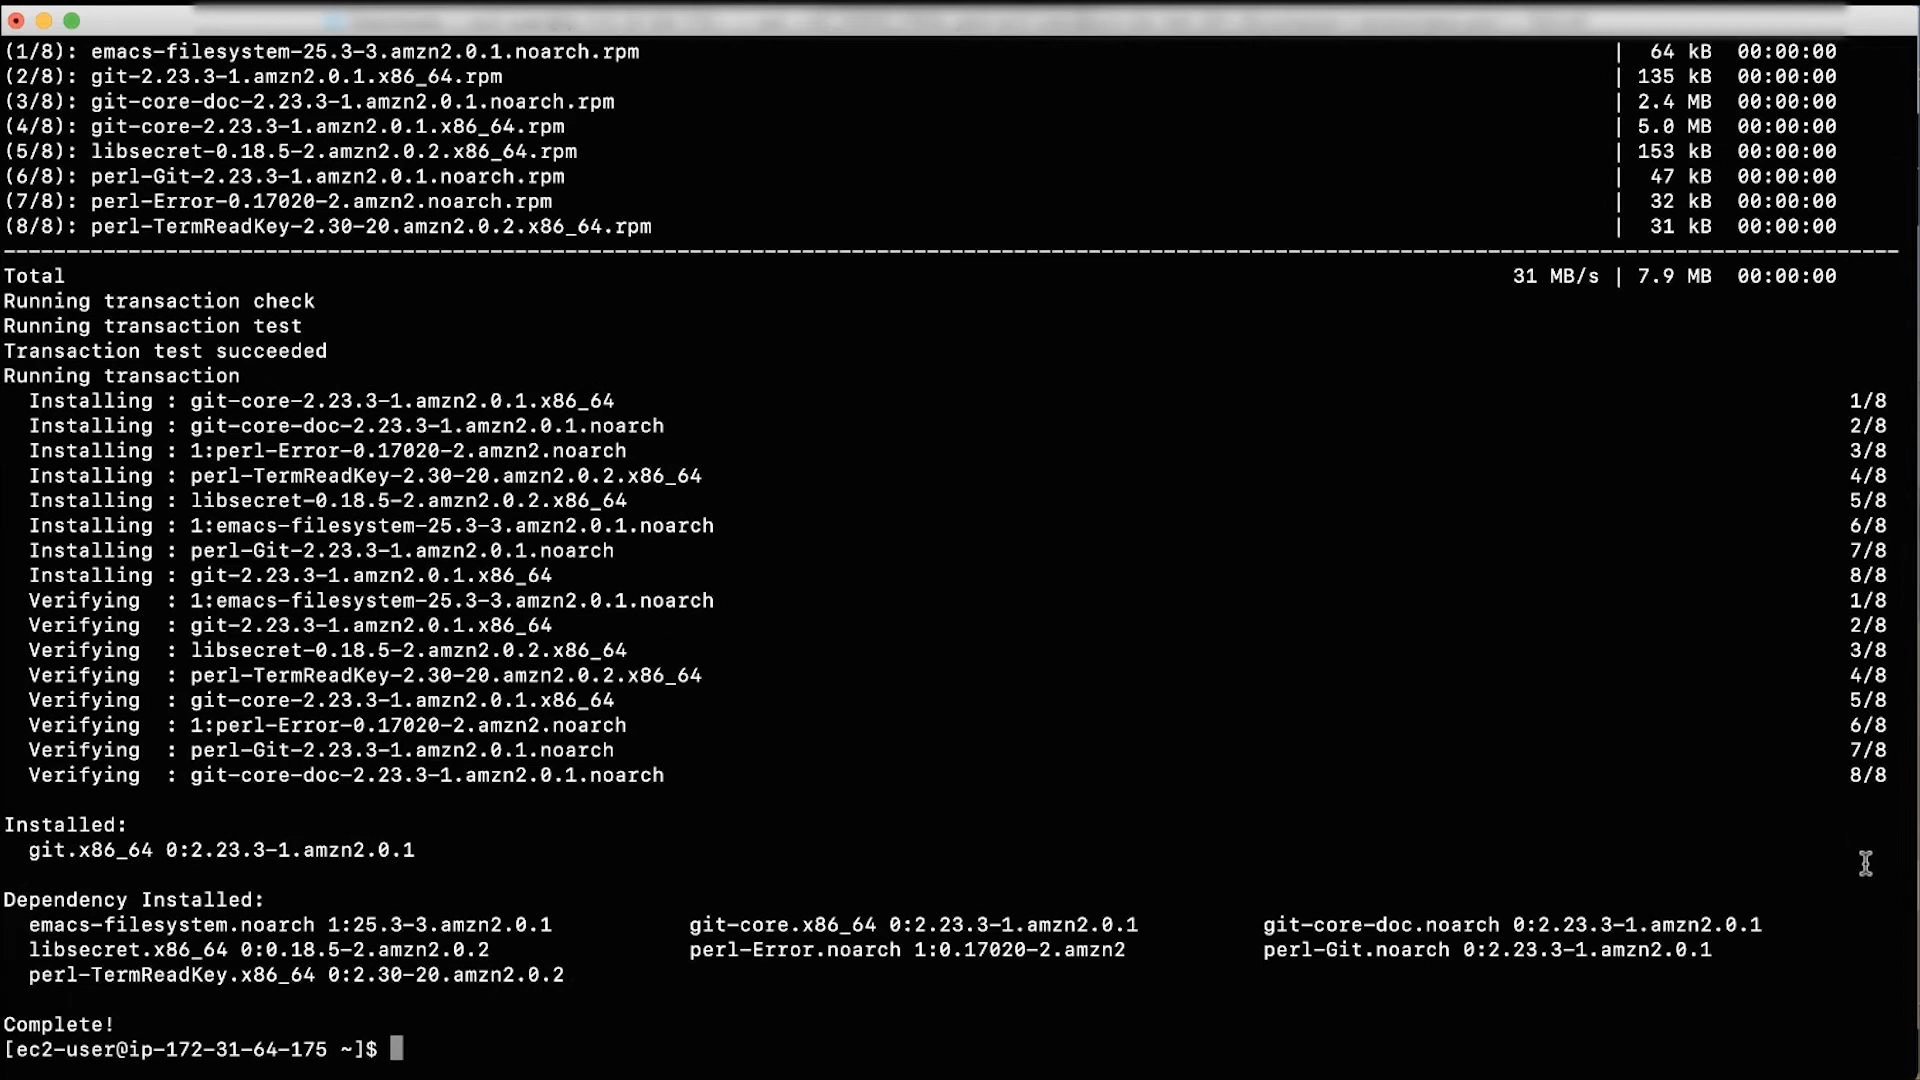 (1/8): emacs-filesystem-25.3-3.amzn2.0.1.noarch.rpm | 64 kB 00:00:00
(2/8): git-2.23.3-1.amzn2.0.1.x86_64.rpm | 135 kB 00:00:00
(3/8): git-core-doc-2.23.3-1.amzn2.0.1.noarch.rpm | 2.4 MB 00:00:00
(4/8): git-core-2.23.3-1.amzn2.0.1.x86_64.rpm | 5.0 MB 00:00:00
(5/8): libsecret-0.18.5-2.amzn2.0.2.x86_64.rpm | 153 kB 00:00:00
(6/8): perl-Git-2.23.3-1.amzn2.0.1.noarch.rpm | 47 kB 00:00:00
(7/8): perl-Error-0.17020-2.amzn2.noarch.rpm | 32 kB 00:00:00
(8/8): perl-TermReadKey-2.30-20.amzn2.0.2.x86_64.rpm | 31 kB 00:00:00
--------------------------------------------------------------------------------
Total 31 MB/s | 7.9 MB 00:00:00
Running transaction check
Running transaction test
Transaction test succeeded
Running transaction
Installing : git-core-2.23.3-1.amzn2.0.1.x86_64 1/8
Installing : git-core-doc-2.23.3-1.amzn2.0.1.noarch 2/8
Installing : 1:perl-Error-0.17020-2.amzn2.noarch 3/8
Installing : perl-TermReadKey-2.30-20.amzn2.0.2.x86_64 4/8
Installing : libsecret-0.18.5-2.amzn2.0.2.x86_64 5/8
Installing : 1:emacs-filesystem-25.3-3.amzn2.0.1.noarch 6/8
Installing : perl-Git-2.23.3-1.amzn2.0.1.noarch 7/8
Installing : git-2.23.3-1.amzn2.0.1.x86_64 8/8
Verifying : 1:emacs-filesystem-25.3-3.amzn2.0.1.noarch 1/8
Verifying : git-2.23.3-1.amzn2.0.1.x86_64 2/8
Verifying : libsecret-0.18.5-2.amzn2.0.2.x86_64 3/8
Verifying : perl-TermReadKey-2.30-20.amzn2.0.2.x86_64 4/8
Verifying : git-core-2.23.3-1.amzn2.0.1.x86_64 5/8
Verifying : 1:perl-Error-0.17020-2.amzn2.noarch 6/8
Verifying : perl-Git-2.23.3-1.amzn2.0.1.noarch 7/8
Verifying : git-core-doc-2.23.3-1.amzn2.0.1.noarch 8/8
Installed:
git.x86_64 0:2.23.3-1.amzn2.0.1
Dependency Installed:
emacs-filesystem.noarch 1:25.3-3.amzn2.0.1 git-core.x86_64 0:2.23.3-1.amzn2.0.1 git-core-doc.noarch 0:2.23.3-1.amzn2.0.1
libsecret.x86_64 0:0.18.5-2.amzn2.0.2 perl-Error.noarch 1:0.17020-2.amzn2 perl-Git.noarch 0:2.23.3-1.amzn2.0.1
perl-TermReadKey.x86_64 0:2.30-20.amzn2.0.2
Complete!
[ec2-user@ip-172-31-64-175 ~]$